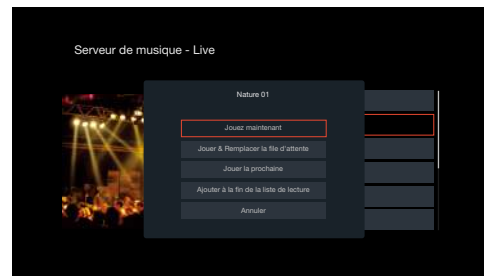 Serveur de musique - Live
Nature 01
Jouez maintenant
Jouer & Remplacer la file d'attente
Jouer la prochaine
Ajouter à la fin de la liste de lecture
Annuler